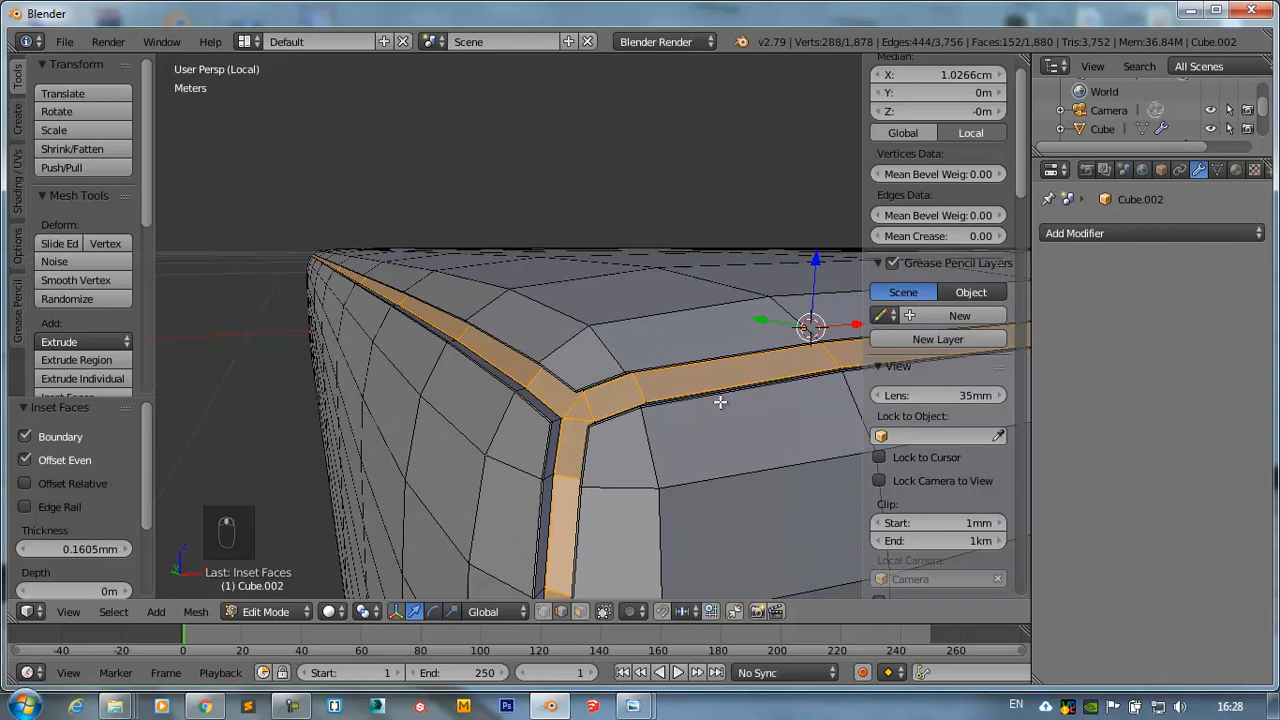 Blender
File Render Window Help Default Scene Blender Render v2.79 | Verts:288/1,878 | Edges:444/3,756 | Faces:152/1,880 | Tris:3,752 | Mem:36.84M | Cube.002
Tools
Create
Shading / UVs
Options
Grease Pencil
Transform
Translate
Rotate
Scale
Shrink/Fatten
Push/Pull
Mesh Tools
Deform:
Slide Ed Vertex
Noise
Smooth Vertex
Randomize
Add:
Extrude
Extrude Region
Extrude Individual
Inset Faces
Boundary
Offset Even
Offset Relative
Edge Rail
Thickness
0.1605mm
Depth
0m
User Persp (Local)
Meters
Last: Inset Faces
(1) Cube.002
Median:
X: 1.0266cm
Y: 0m
Z: -0m
Global Local
Vertices Data:
Mean Bevel Weig: 0.00
Edges Data:
Mean Bevel Weig: 0.00
Mean Crease: 0.00
Grease Pencil Layers
Scene Object
New
New Layer
View
Lens: 35mm
Lock to Object:
Lock to Cursor
Lock Camera to View
Clip:
Start: 1mm
End: 1km
Local Camera:
Camera
View Search All Scenes
World
Camera
Cube
Cube.002
Add Modifier
View Select Add Mesh Edit Mode Global
-40 -20 0 20 40 60 80 100 120 140 160 180 200 220 240 260
View Marker Frame Playback Start: 1 End: 250 1 No Sync
EN 16:28